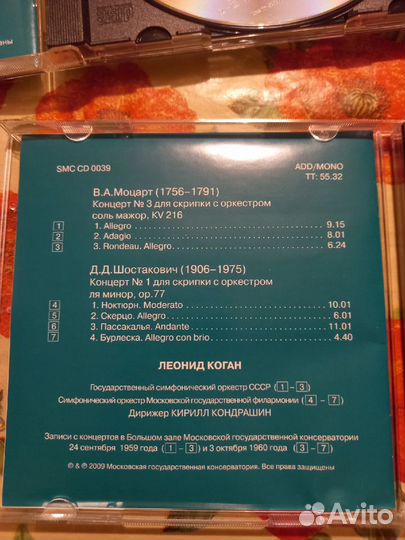 аны
SMC CD 0039 ADD/MONO
TT: 55.32
В.А.Моцарт (1756–1791)
Концерт № 3 для скрипки с оркестром
соль мажор, KV 216
1 1. Allegro 9.15
2 2. Adagio 8.01
3 3. Rondeau. Allegro 6.24
Д.Д.Шостакович (1906–1975)
Концерт № 1 для скрипки с оркестром
ля минор, op.77
4 1. Ноктюрн. Moderato 10.01
5 2. Скерцо. Allegro 6.01
6 3. Пассакалья. Andante 11.01
7 4. Бурлеска. Allegro con brio 4.40
ЛЕОНИД КОГАН
Государственный симфонический оркестр СССР (1–3)
Симфонический оркестр Московской государственной филармонии (4–7)
Дирижер КИРИЛЛ КОНДРАШИН
Записи с концертов в Большом зале Московской государственной консерватории
24 сентября 1959 года (1–3) и 3 октября 1960 года (3–7)
© & ℗ 2009 Московская государственная консерватория. Все права защищены
Avito